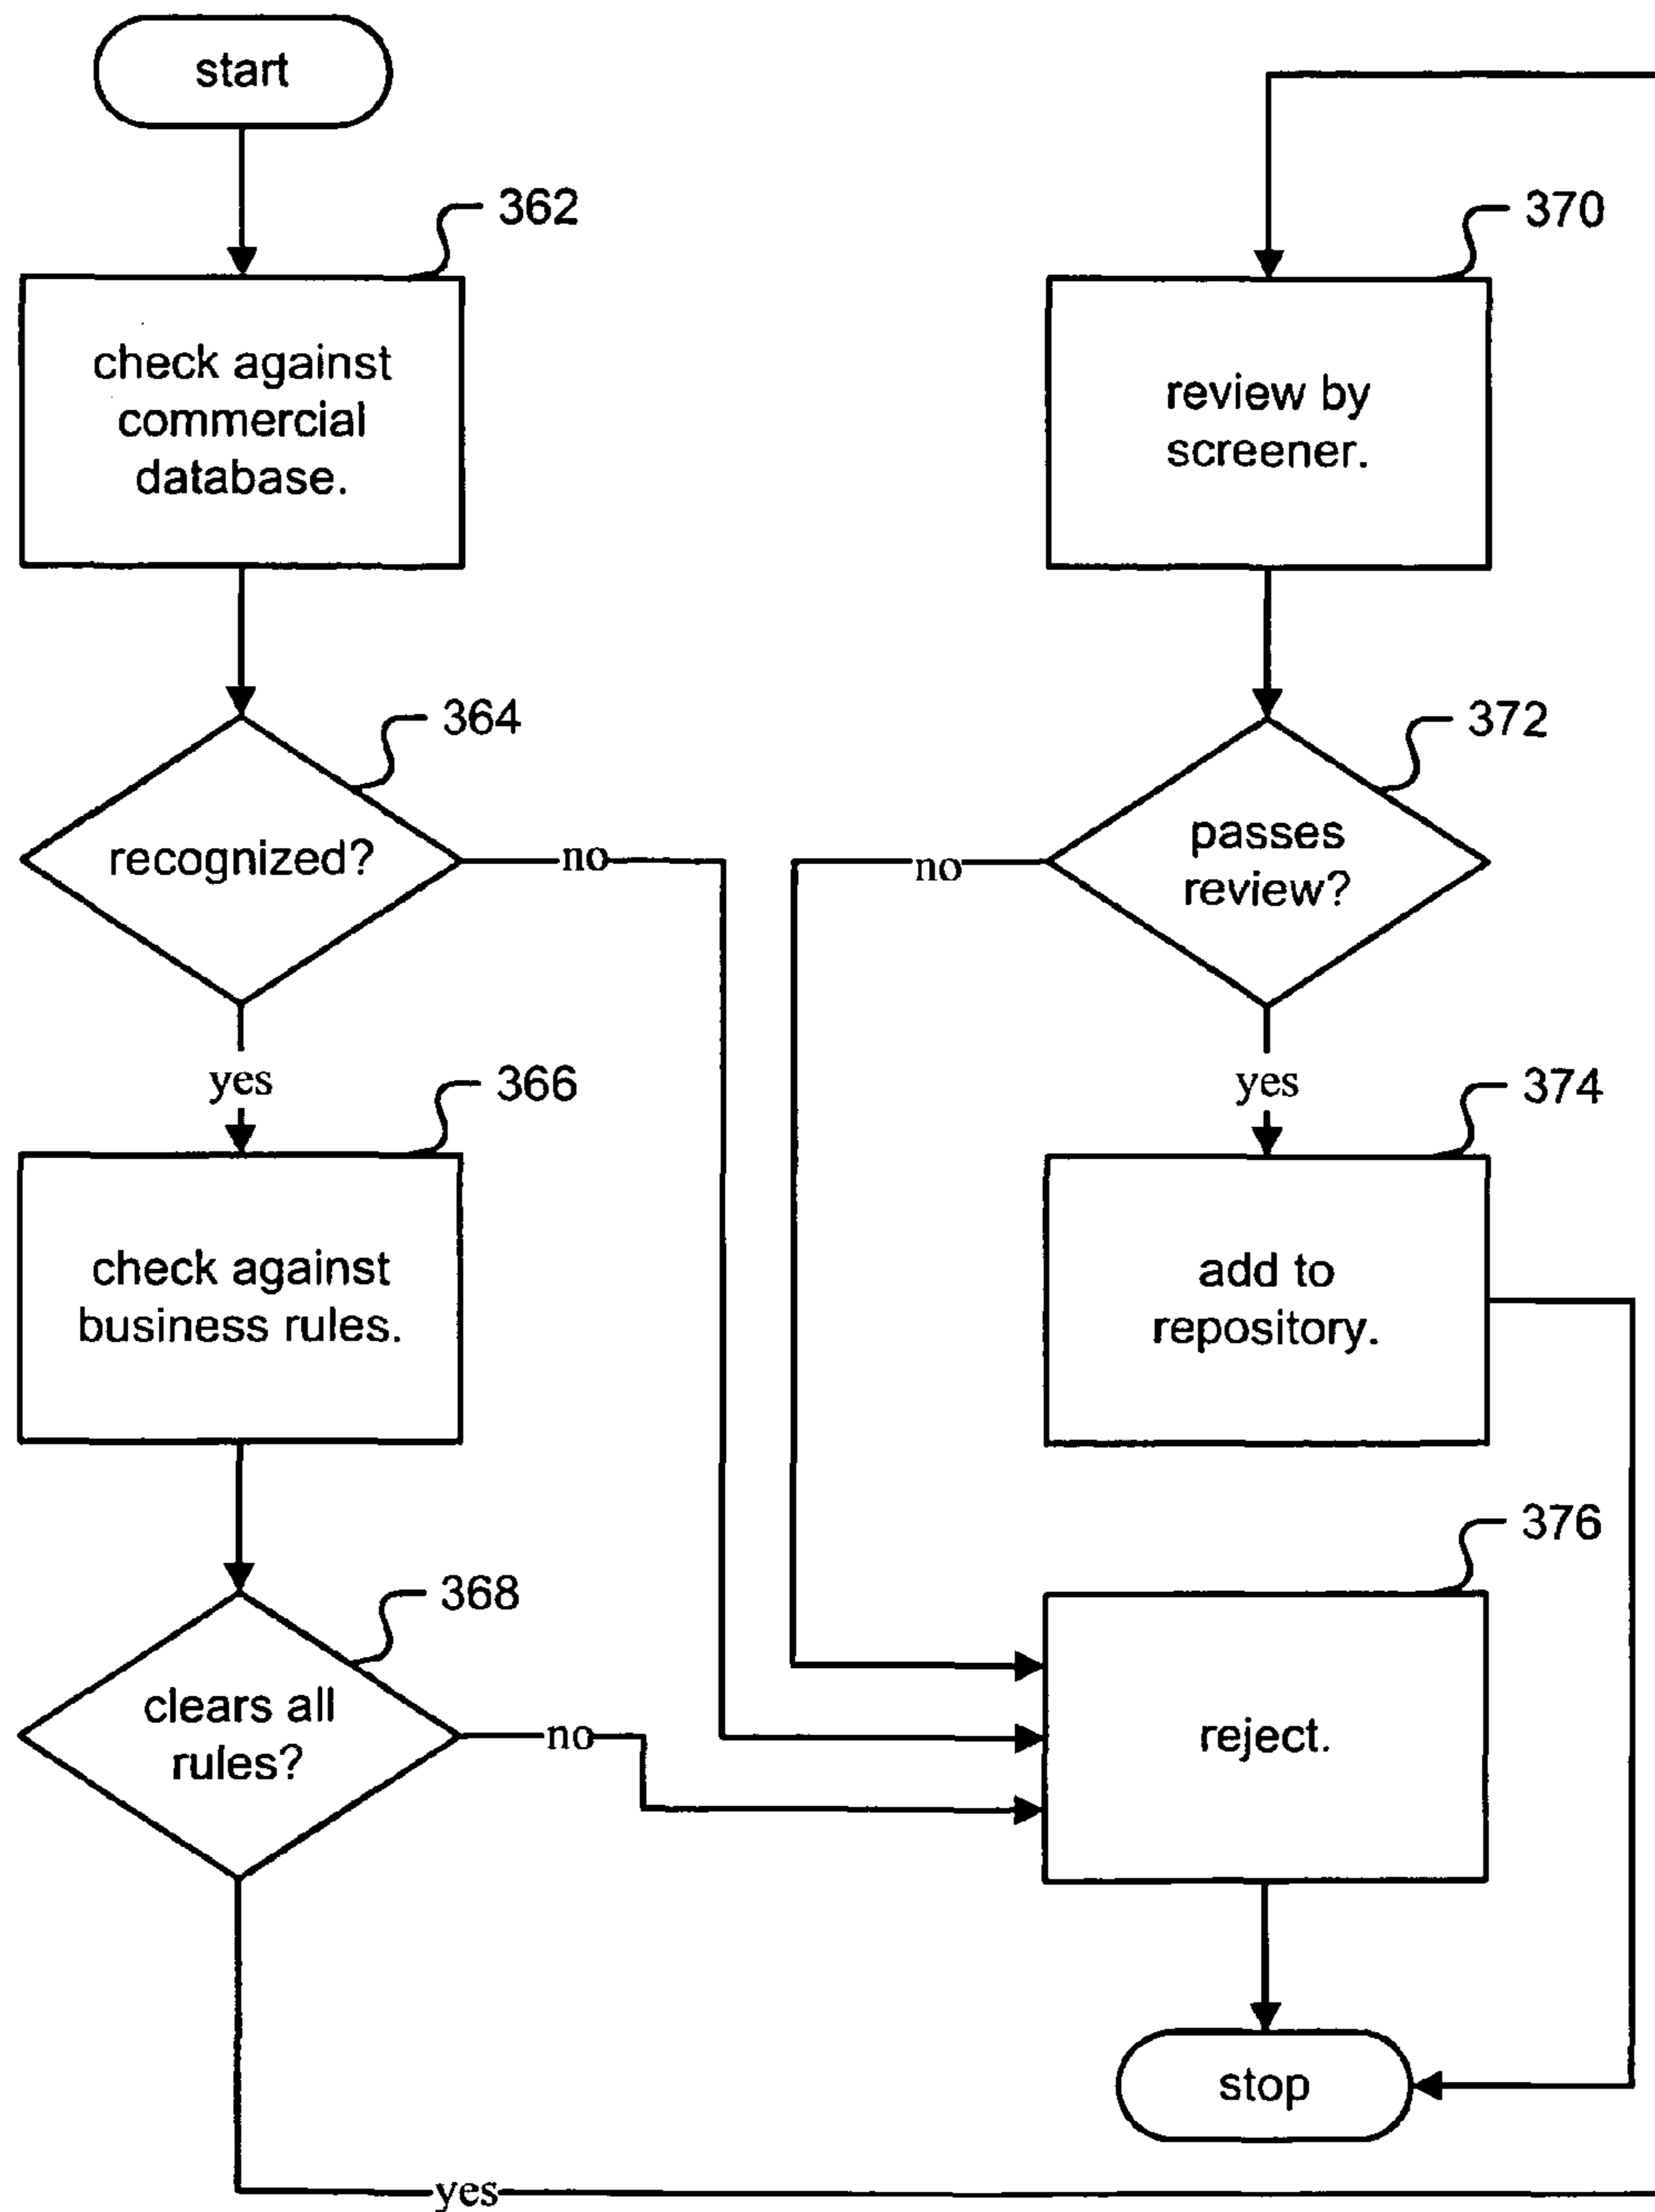 start
362
check against
commercial
database.
364
recognized?
no
yes
366
check against
business rules.
368
clears all
rules?
no
yes
370
review by
screener.
372
passes
review?
no
yes
374
add to
repository.
376
reject.
stop